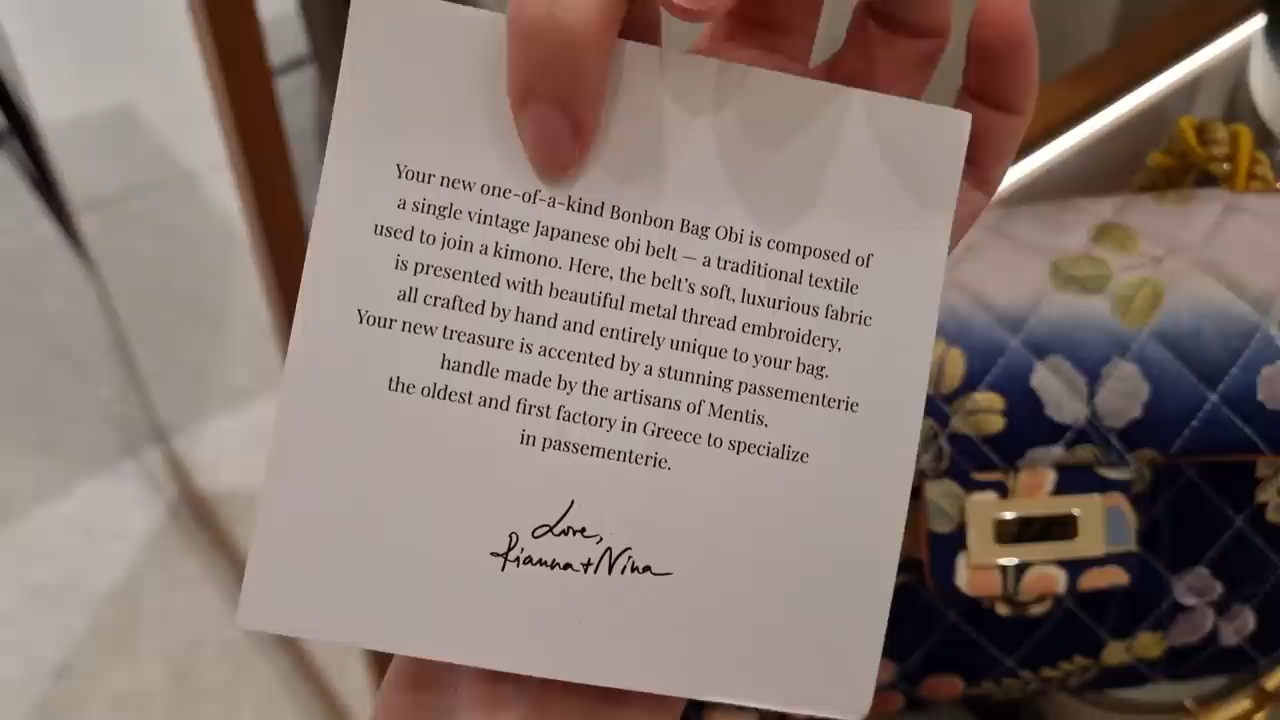 Your new one-of-a-kind Bonbon Bag Obi is composed of
a single vintage Japanese obi belt — a traditional textile
used to join a kimono. Here, the belt's soft, luxurious fabric
is presented with beautiful metal thread embroidery,
all crafted by hand and entirely unique to your bag.
Your new treasure is accented by a stunning passementerie
handle made by the artisans of Mentis,
the oldest and first factory in Greece to specialize
in passementerie.
Love,
Rianna+Nina